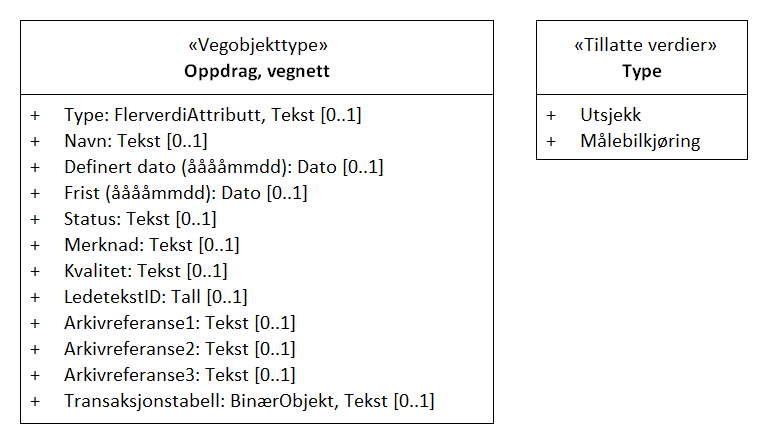 «Vegobjekttype»
Oppdrag, vegnett
+ Type: FlerverdiAttributt, Tekst [0..1]
+ Navn: Tekst [0..1]
+ Definert dato (ååååmmdd): Dato [0..1]
+ Frist (ååååmmdd): Dato [0..1]
+ Status: Tekst [0..1]
+ Merknad: Tekst [0..1]
+ Kvalitet: Tekst [0..1]
+ LedetekstID: Tall [0..1]
+ Arkivreferanse1: Tekst [0..1]
+ Arkivreferanse2: Tekst [0..1]
+ Arkivreferanse3: Tekst [0..1]
+ Transaksjonstabell: BinærObjekt, Tekst [0..1]
«Tillatte verdier»
Type
+ Utsjekk
+ Målebilkjøring